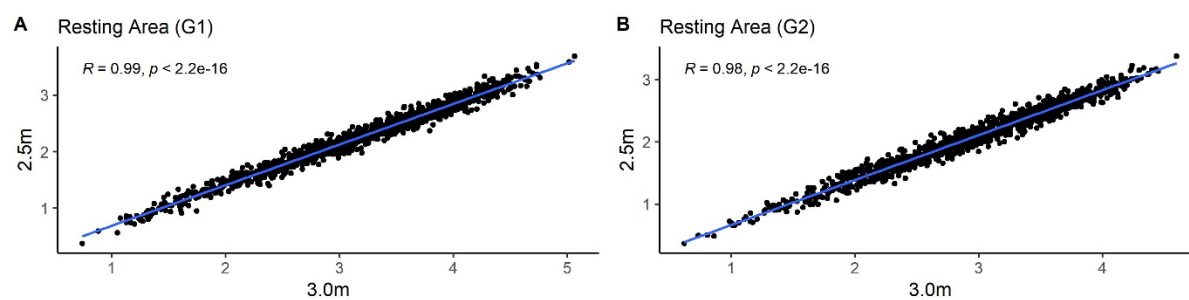 A Resting Area (G1)
R = 0.99, p < 2.2e-16
3
2
1
2.5m
1 2 3 4 5
3.0m
B Resting Area (G2)
R = 0.98, p < 2.2e-16
3
2
1
2.5m
1 2 3 4
3.0m